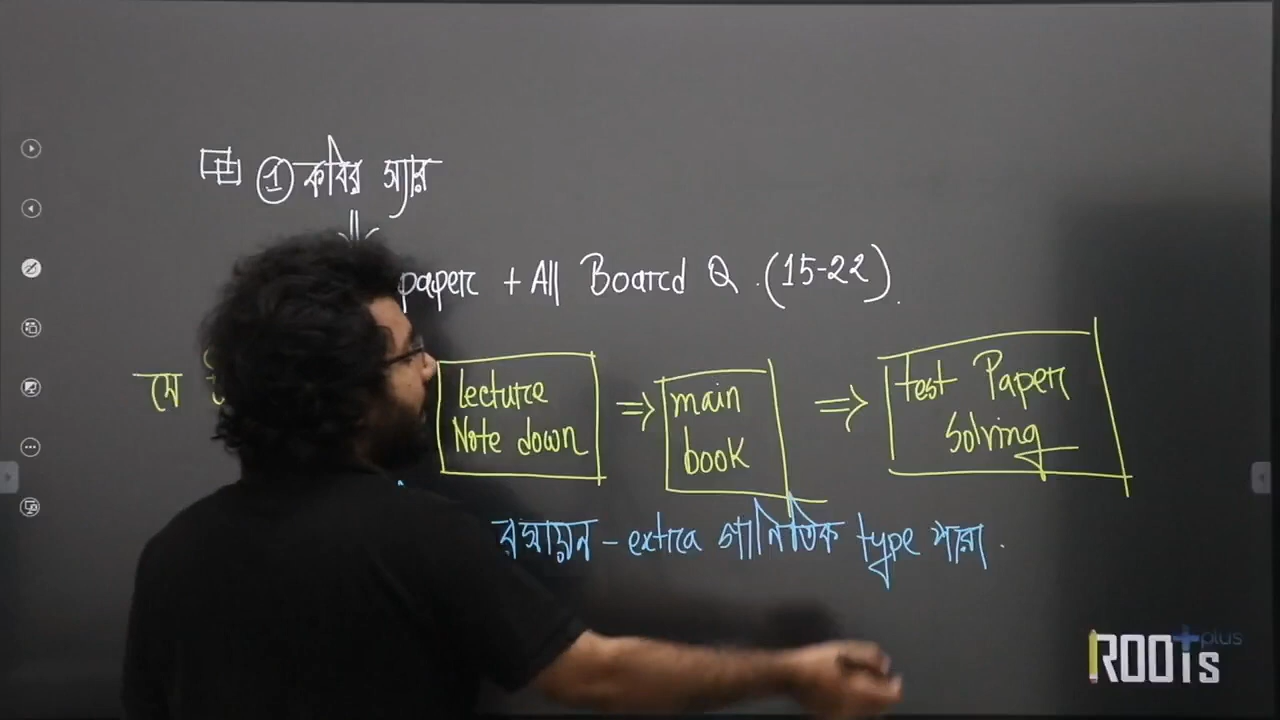 ① কবির স্যার
paper + All Board Q. (15-22).
Lecture Note down ⇒ main book ⇒ Test Paper Solving
রসায়ন - extra গাণিতিক type পারা.
ROOTS plus